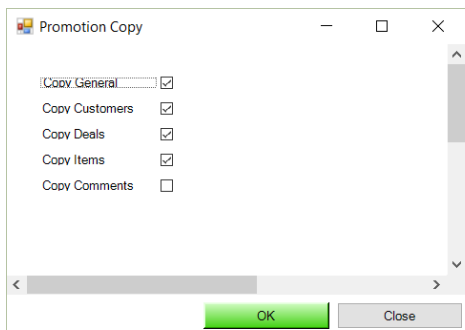 Promotion Copy
Copy General
Copy Customers
Copy Deals
Copy Items
Copy Comments
OK Close